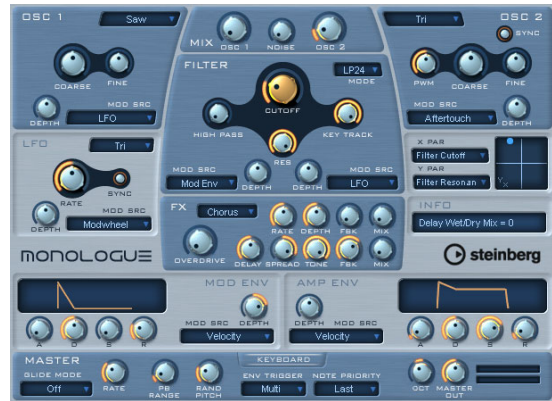 OSC 1
Saw
COARSE
FINE
DEPTH
MOD SRC
LFO
MIX
OSC 1
NOISE
OSC 2
Tri
OSC 2
SYNC
PWM
COARSE
FINE
MOD SRC
Aftertouch
DEPTH
FILTER
LP24
MODE
CUTOFF
HIGH PASS
KEY TRACK
RES
MOD SRC
Mod Env
DEPTH
DEPTH
MOD SRC
LFO
LFO
Tri
RATE
SYNC
DEPTH
MOD SRC
Modwheel
X PAR
Filter Cutoff
Y PAR
Filter Resonan
Y
X
INFO
Delay Wet/Dry Mix = 0
FX
Chorus
RATE
DEPTH
FBK
MIX
OVERDRIVE
DELAY
SPREAD
TONE
FBK
MIX
MONOLOGUE
steinberg
MOD ENV
MOD SRC
DEPTH
Velocity
A
D
S
R
AMP ENV
DEPTH
MOD SRC
Velocity
A
D
S
R
MASTER
GLIDE MODE
Off
RATE
PB RANGE
RAND PITCH
KEYBOARD
ENV TRIGGER
Multi
NOTE PRIORITY
Last
OCT
MASTER OUT